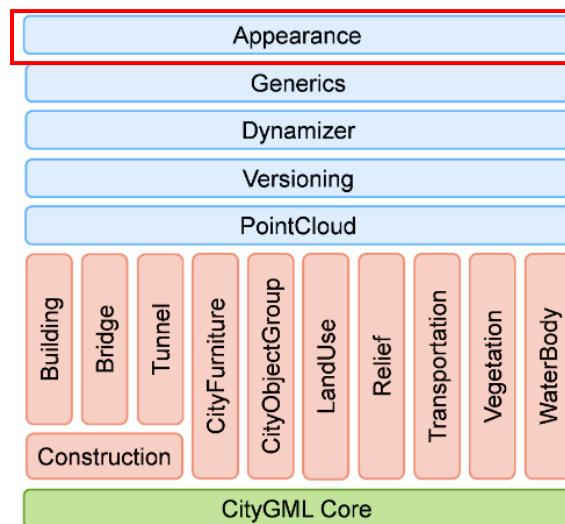 Appearance
Generics
Dynamizer
Versioning
PointCloud
Building
Bridge
Tunnel
CityFurniture
CityObjectGroup
LandUse
Relief
Transportation
Vegetation
WaterBody
Construction
CityGML Core